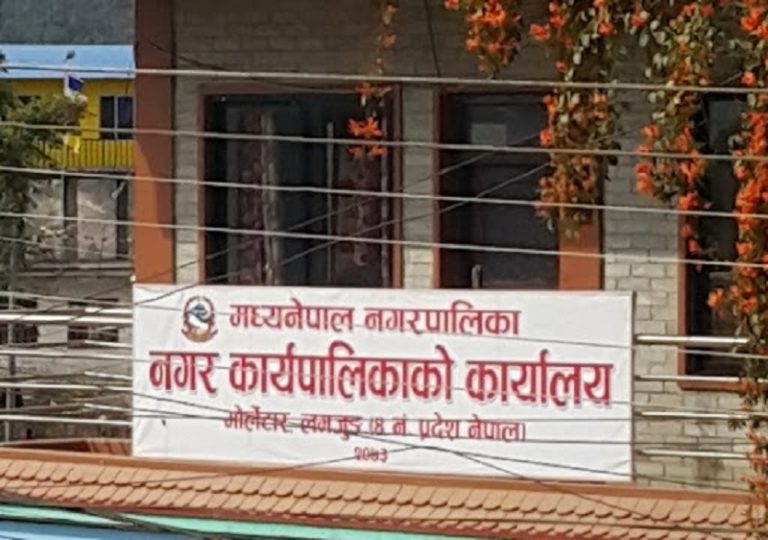 मध्यनेपाल नगरपालिका
नगर कार्यपालिकाको कार्यालय
भोर्लेटार, लमजुङ (४ नं. प्रदेश नेपाल)
२०७३